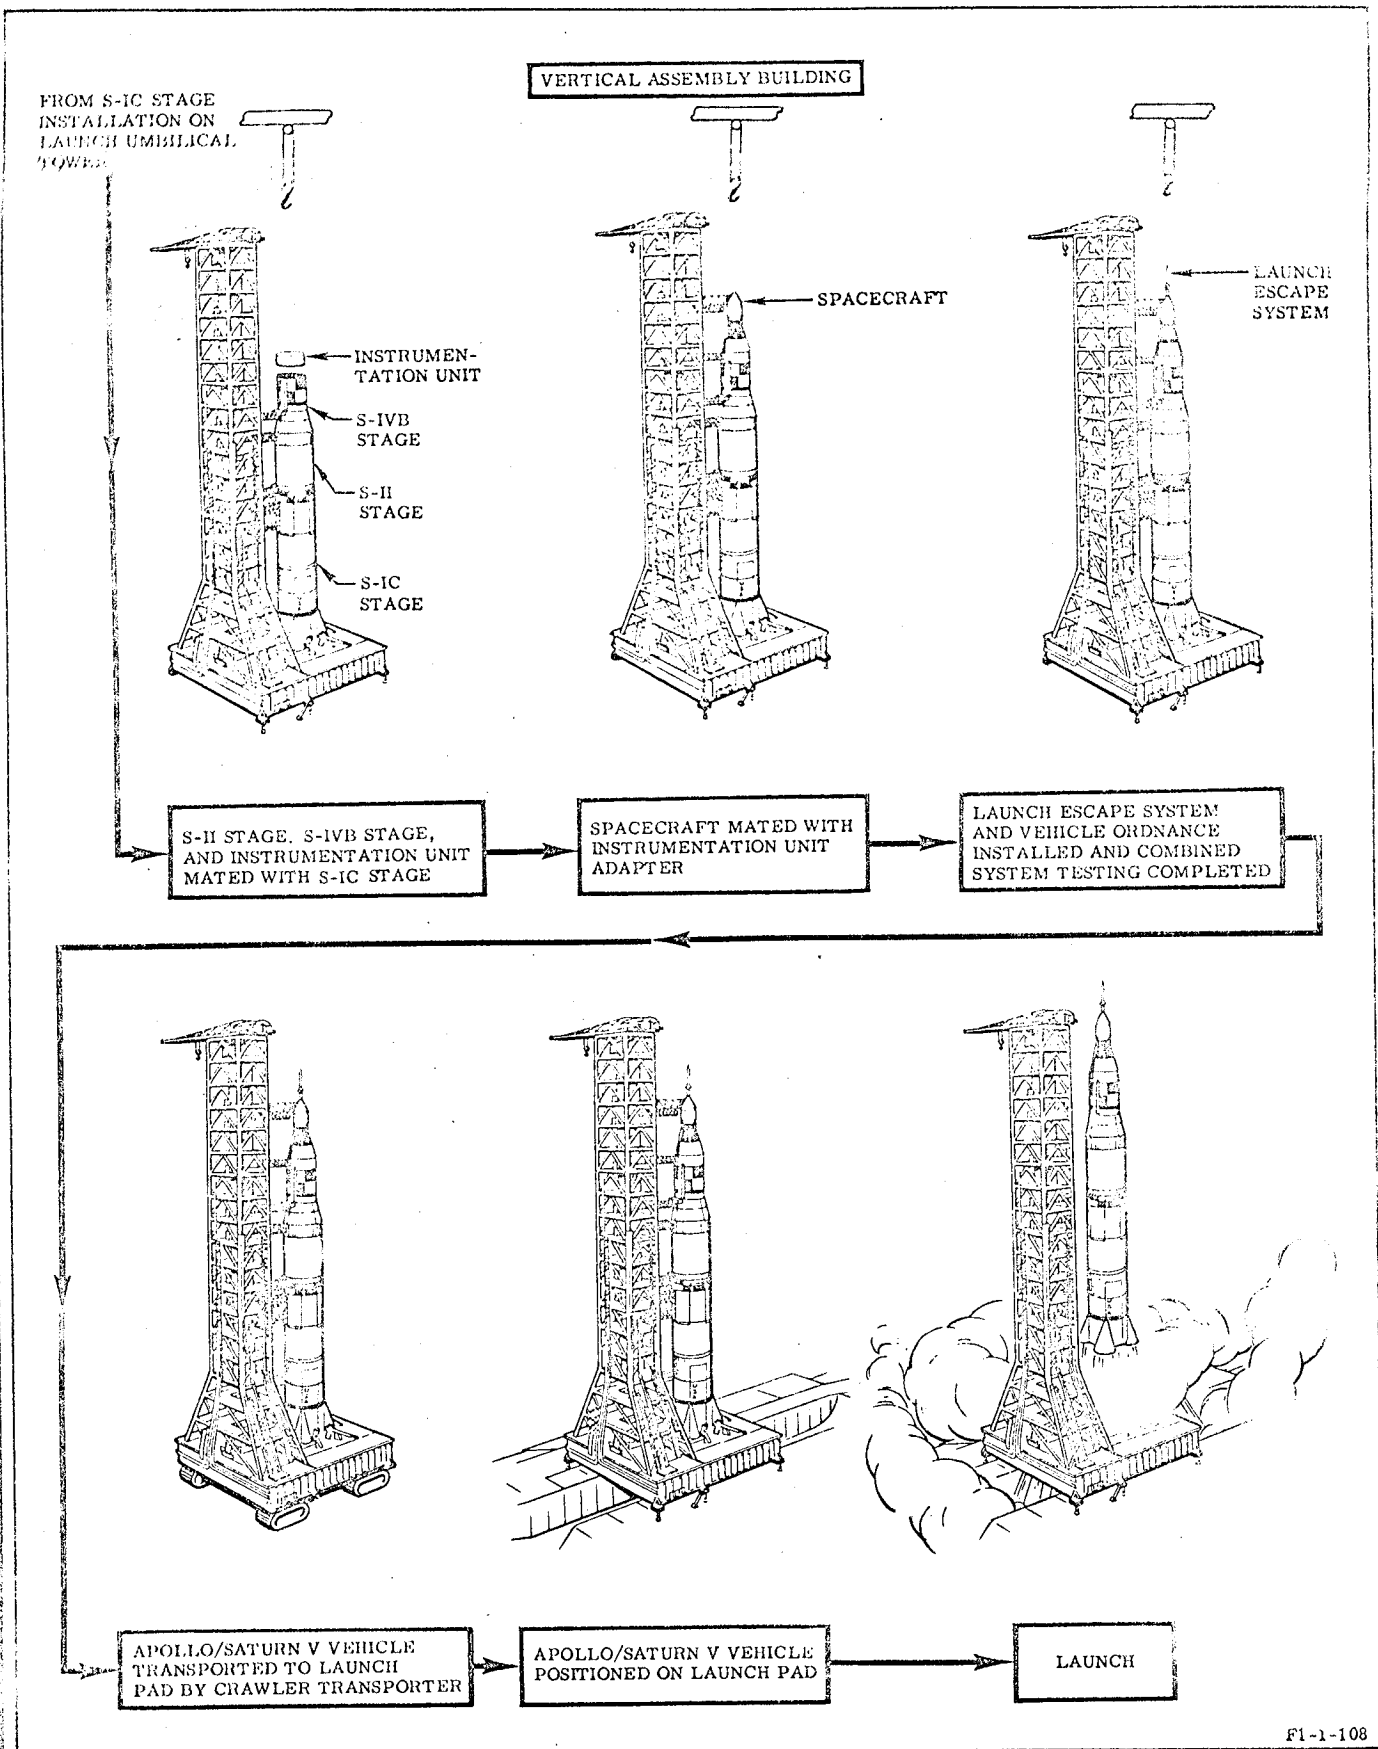 VERTICAL ASSEMBLY BUILDING
FROM S-IC STAGE
INSTALLATION ON
LAUNCH UMBILICAL
TOWER
INSTRUMEN-
TATION UNIT
S-IVB
STAGE
S-II
STAGE
S-IC
STAGE
SPACECRAFT
LAUNCH
ESCAPE
SYSTEM
S-II STAGE, S-IVB STAGE,
AND INSTRUMENTATION UNIT
MATED WITH S-IC STAGE
SPACECRAFT MATED WITH
INSTRUMENTATION UNIT
ADAPTER
LAUNCH ESCAPE SYSTEM
AND VEHICLE ORDNANCE
INSTALLED AND COMBINED
SYSTEM TESTING COMPLETED
APOLLO/SATURN V VEHICLE
TRANSPORTED TO LAUNCH
PAD BY CRAWLER TRANSPORTER
APOLLO/SATURN V VEHICLE
POSITIONED ON LAUNCH PAD
LAUNCH
F1-1-108